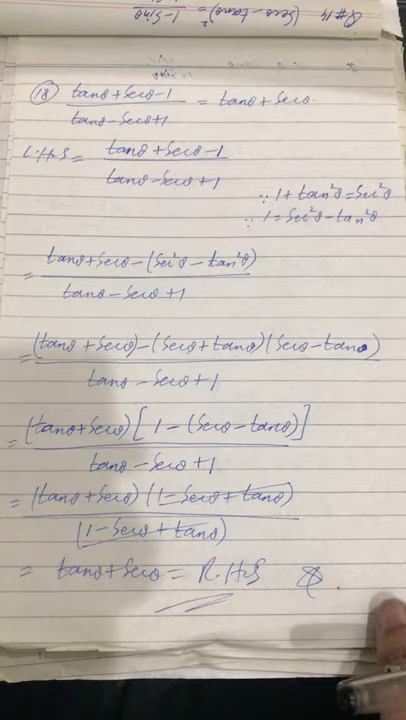 Q#14 (Secθ-tanθ)² = 1-Sinθ
(18) (tanθ+Secθ-1)/(tanθ-Secθ+1) = tanθ+Secθ.
L.H.S = (tanθ+Secθ-1)/(tanθ-Secθ+1)
∵ 1+tan²θ=Sec²θ
∵ 1=Sec²θ-tan²θ
= (tanθ+Secθ-(Sec²θ-tan²θ))/(tanθ-Secθ+1)
= ((tanθ+Secθ)-(Secθ+tanθ)(Secθ-tanθ))/(tanθ-Secθ+1)
= (tanθ+Secθ)[1-(Secθ-tanθ)]/(tanθ-Secθ+1)
= (tanθ+Secθ)(1-Secθ+tanθ)/(1-Secθ+tanθ)
= tanθ+Secθ = R.H.S